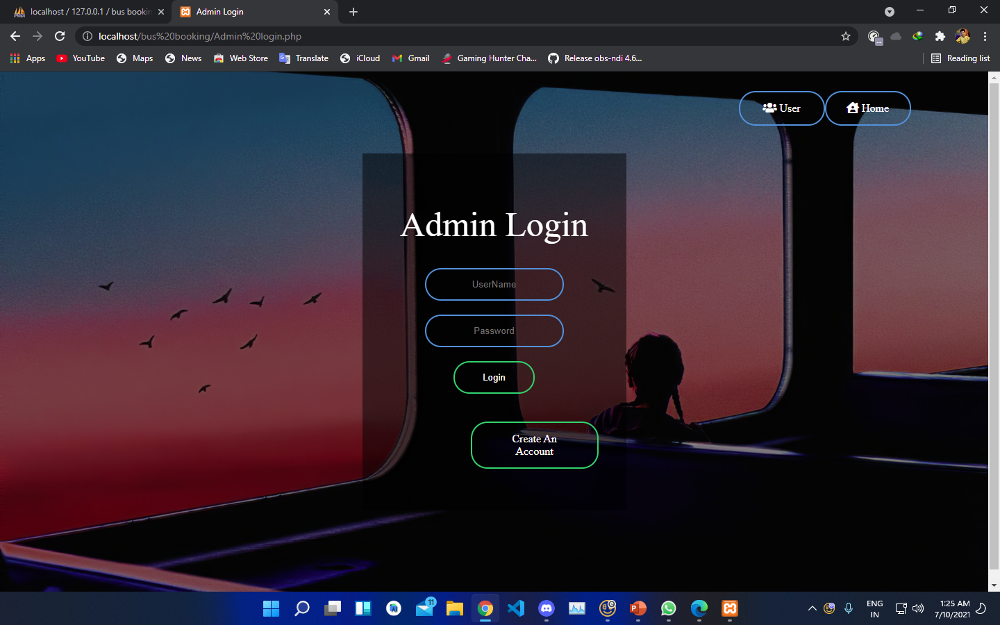 localhost / 127.0.0.1 / bus bookin
Admin Login
localhost/bus%20booking/Admin%20login.php
Apps
YouTube
Maps
News
Web Store
Translate
iCloud
Gmail
Gaming Hunter Cha...
Release obs-ndi 4.6...
Reading list
User
Home
Admin Login
UserName
Password
Login
Create An
Account
11
ENG
IN
1:25 AM
7/10/2021